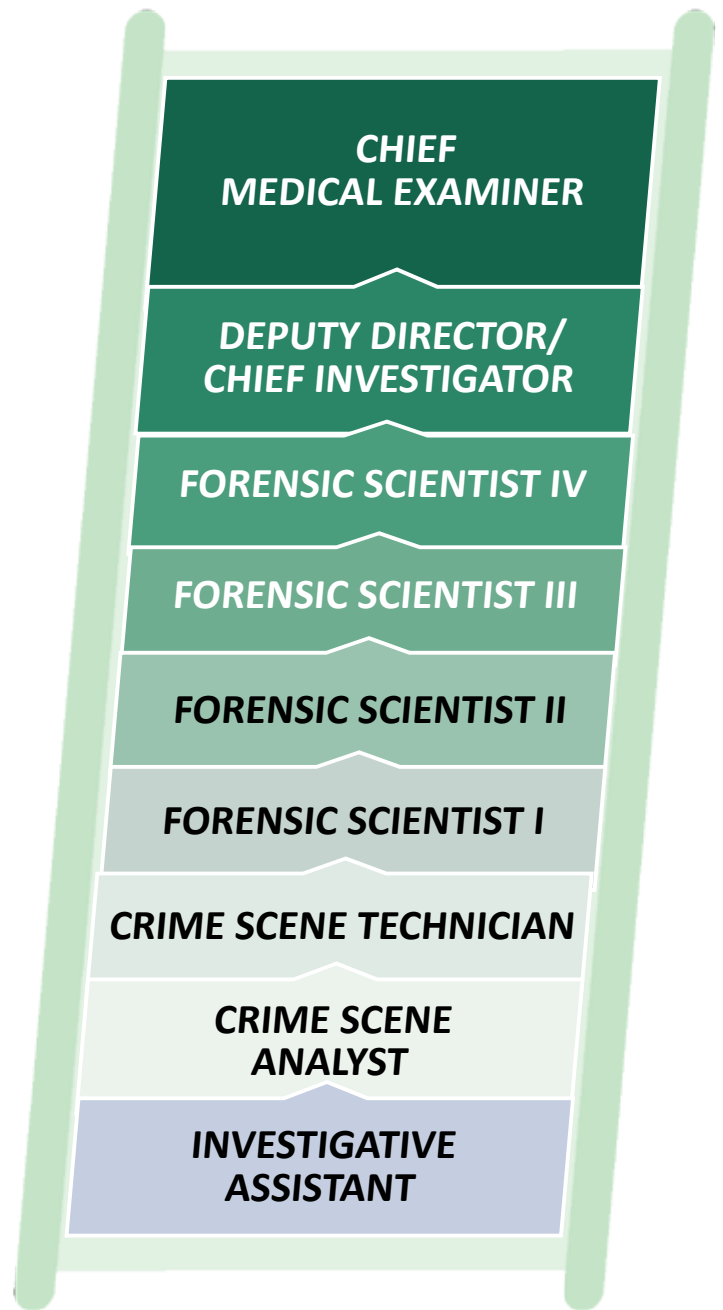 CHIEF
MEDICAL EXAMINER
DEPUTY DIRECTOR/
CHIEF INVESTIGATOR
FORENSIC SCIENTIST IV
FORENSIC SCIENTIST III
FORENSIC SCIENTIST II
FORENSIC SCIENTIST I
CRIME SCENE TECHNICIAN
CRIME SCENE
ANALYST
INVESTIGATIVE
ASSISTANT